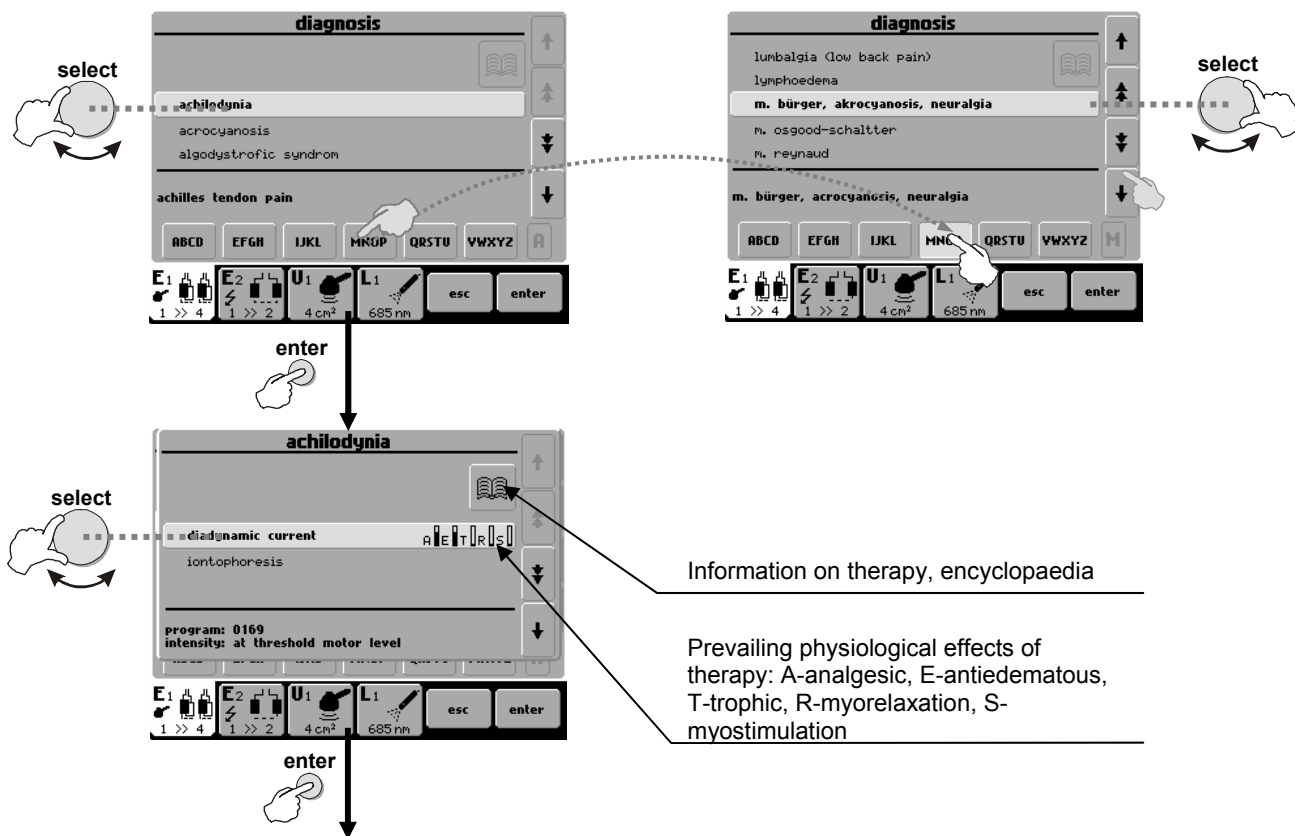 diagnosis
select
achilodynia
acrocyanosis
algodystrofic syndrom
achilles tendon pain
ABCD EFGH IJKL MNOP QRSTU VWXYZ A
E1 E2 U1 L1
1 >> 4 1 >> 2 4 cm² 685 nm esc enter
diagnosis
lumbalgia (low back pain)
lymphoedema
select
m. bürger, akrocyanosis, neuralgia
m. osgood-schaltter
m. reynaud
m. bürger, acrocyanosis, neuralgia
ABCD EFGH IJKL MNOP QRSTU VWXYZ M
E1 E2 U1 L1
1 >> 4 1 >> 2 4 cm² 685 nm esc enter
enter
achilodynia
select
diadynamic current A E T R S
iontophoresis
program: 0169
intensity: at threshold motor level
E1 E2 U1 L1
1 >> 4 1 >> 2 4 cm² 685 nm esc enter
Information on therapy, encyclopaedia
Prevailing physiological effects of
therapy: A-analgesic, E-antiedematous,
T-trophic, R-myorelaxation, S-
myostimulation
enter